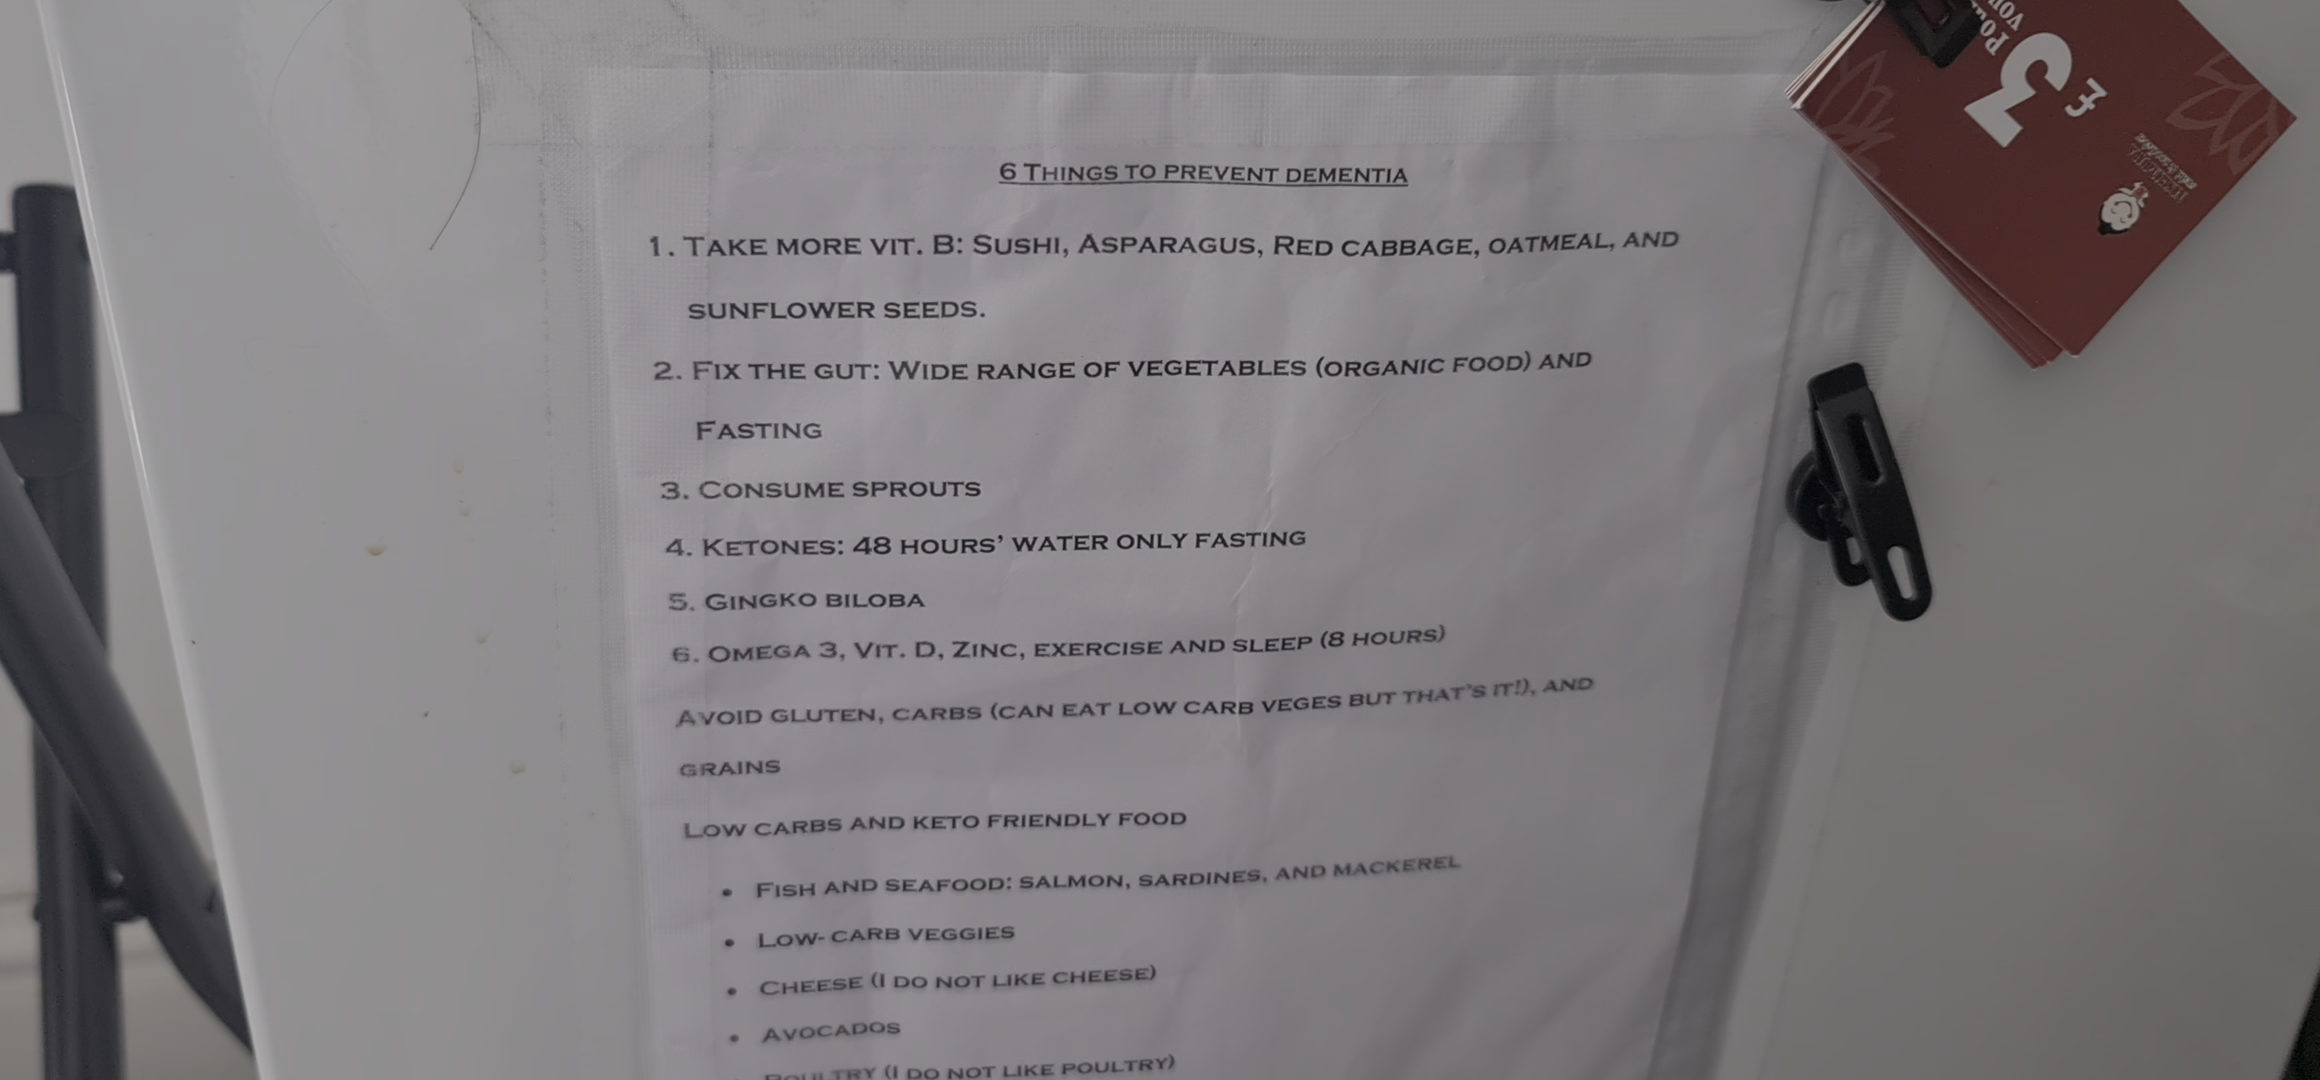 6 THINGS TO PREVENT DEMENTIA
1. TAKE MORE VIT. B: SUSHI, ASPARAGUS, RED CABBAGE, OATMEAL, AND
SUNFLOWER SEEDS.
2. FIX THE GUT: WIDE RANGE OF VEGETABLES (ORGANIC FOOD) AND
FASTING
3. CONSUME SPROUTS
4. KETONES: 48 HOURS' WATER ONLY FASTING
5. GINGKO BILOBA
6. OMEGA 3, VIT. D, ZINC, EXERCISE AND SLEEP (8 HOURS)
AVOID GLUTEN, CARBS (CAN EAT LOW CARB VEGES BUT THAT'S IT!), AND
GRAINS
LOW CARBS AND KETO FRIENDLY FOOD
• FISH AND SEAFOOD: SALMON, SARDINES, AND MACKEREL
• LOW- CARB VEGGIES
• CHEESE (I DO NOT LIKE CHEESE)
• AVOCADOS
POULTRY (I DO NOT LIKE POULTRY)
£3